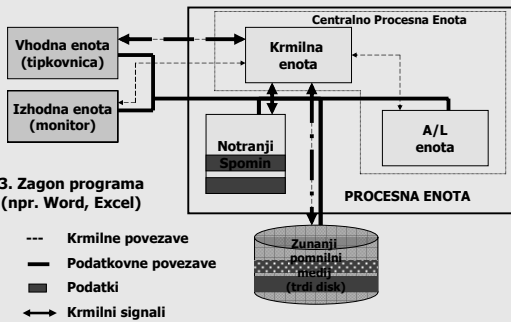 Centralno Procesna Enota
Vhodna enota
(tipkovnica)
Krmilna
enota
Izhodna enota
(monitor)
Notranji
Spomin
A/L
enota
3. Zagon programa
(npr. Word, Excel)
PROCESNA ENOTA
Krmilne povezave
Podatkovne povezave
Podatki
Krmilni signali
Zunanji
pomnilni
medij
(trdi disk)